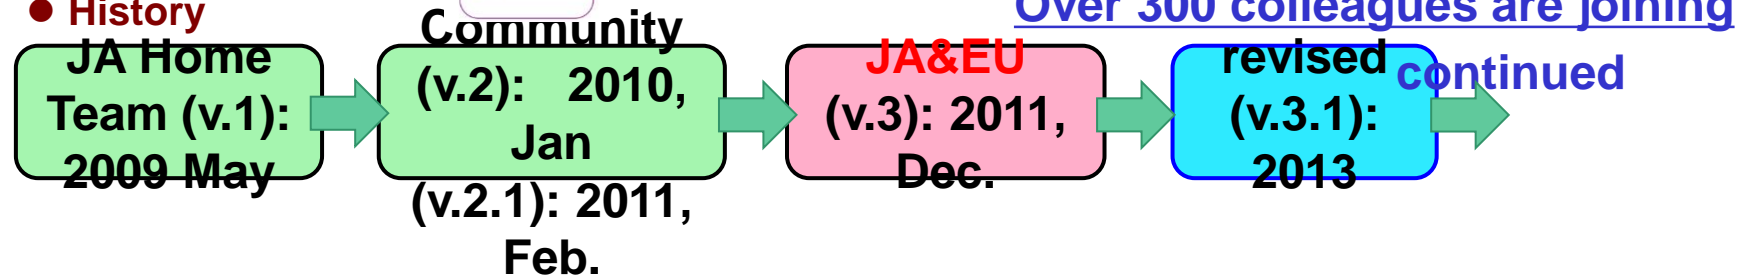 History
Over 300 colleagues are joining
JA Home
Team (v.1):
2009 May
Community
(v.2): 2010,
Jan
(v.2.1): 2011,
Feb.
JA&EU
(v.3): 2011,
Dec.
revised
(v.3.1):
2013
continued